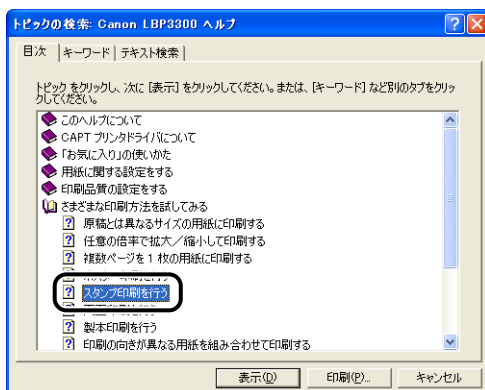 トピックの検索: Canon LBP3300 ヘルプ
目次
キーワード
テキスト検索
トピック をクリックし、次に [表示] をクリックしてください。または、[キーワード] など別のタブをクリッ
クしてください。
このヘルプについて
CAPT プリンタドライバについて
「お気に入り」の使いかた
用紙に関する設定をする
印刷品質の設定をする
さまざまな印刷方法を試してみる
原稿とは異なるサイズの用紙に印刷する
任意の倍率で拡大／縮小して印刷する
複数ページを 1 枚の用紙に印刷する
スタンプ印刷を行う
製本印刷を行う
印刷の向きが異なる用紙を組み合わせて印刷する
表示(D)
印刷(P)...
キャンセル